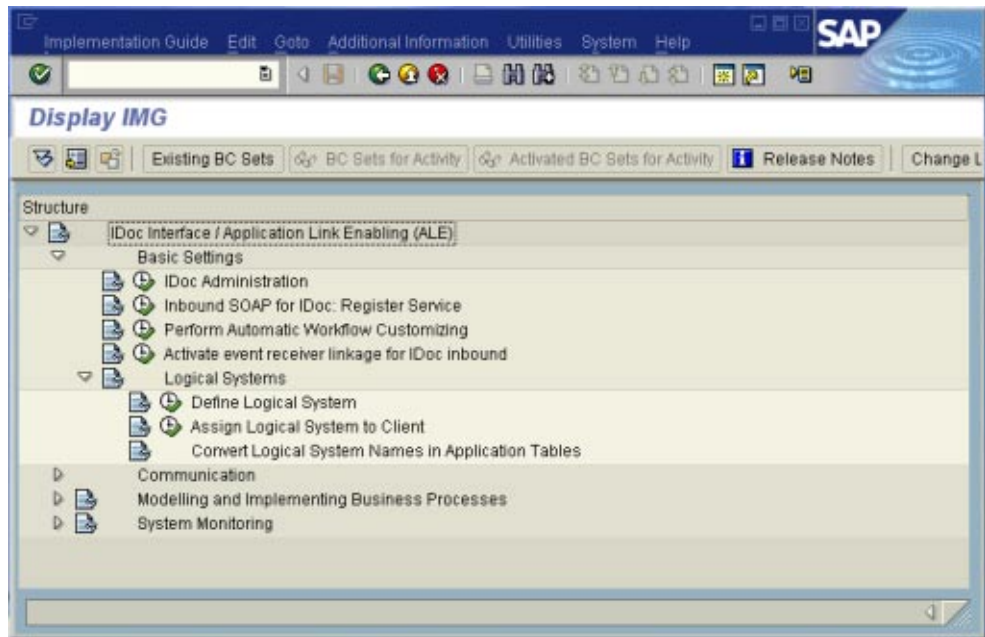 SAP
Implementation Guide Edit Goto Additional Information Utilities System Help
Display IMG
Existing BC Sets BC Sets for Activity Activated BC Sets for Activity Release Notes Change L
Structure
IDoc Interface / Application Link Enabling (ALE)
Basic Settings
IDoc Administration
Inbound SOAP for IDoc: Register Service
Perform Automatic Workflow Customizing
Activate event receiver linkage for IDoc inbound
Logical Systems
Define Logical System
Assign Logical System to Client
Convert Logical System Names in Application Tables
Communication
Modelling and Implementing Business Processes
System Monitoring